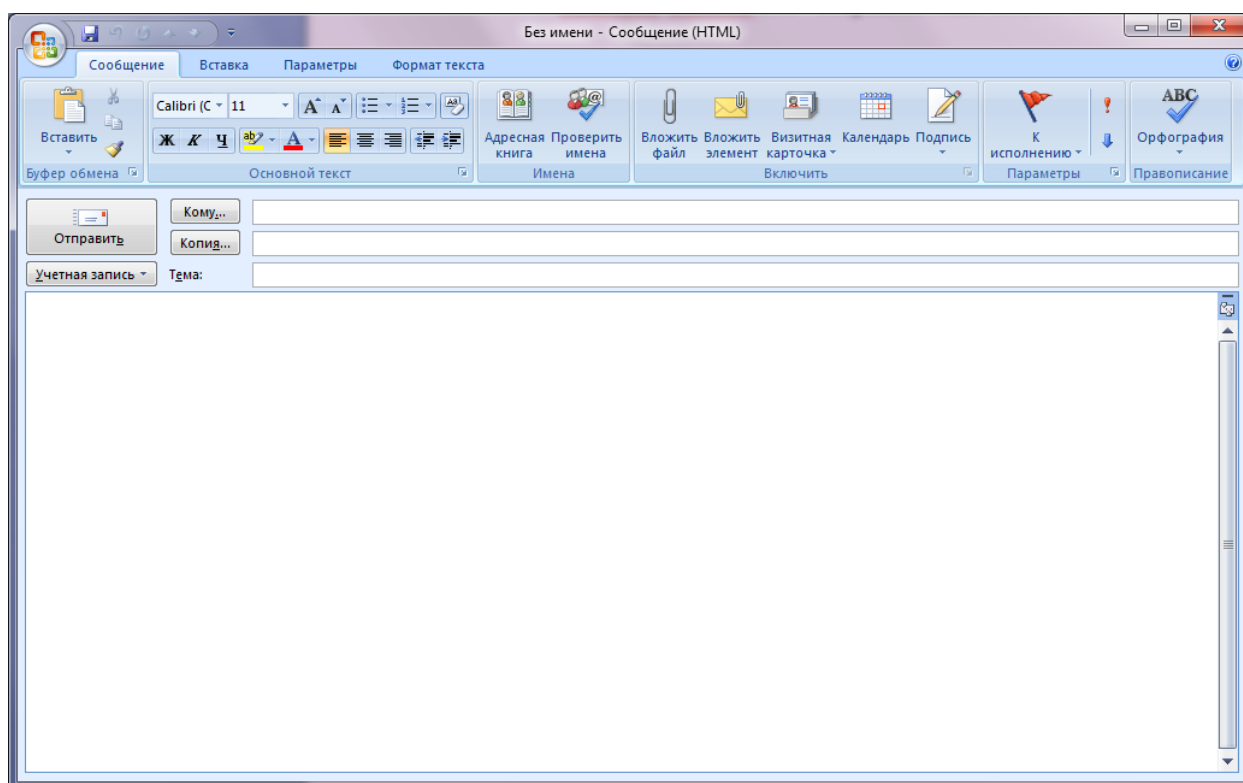 Без имени - Сообщение (HTML)
Сообщение Вставка Параметры Формат текста
Вставить
Буфер обмена
Calibri (С 11
Ж К Ч
Основной текст
Адресная книга
Проверить имена
Имена
Вложить файл
Вложить элемент
Визитная карточка
Календарь
Подпись
Включить
К исполнению
Параметры
ABC
Орфография
Правописание
Отправить
Кому...
Копия...
Учетная запись
Тема: